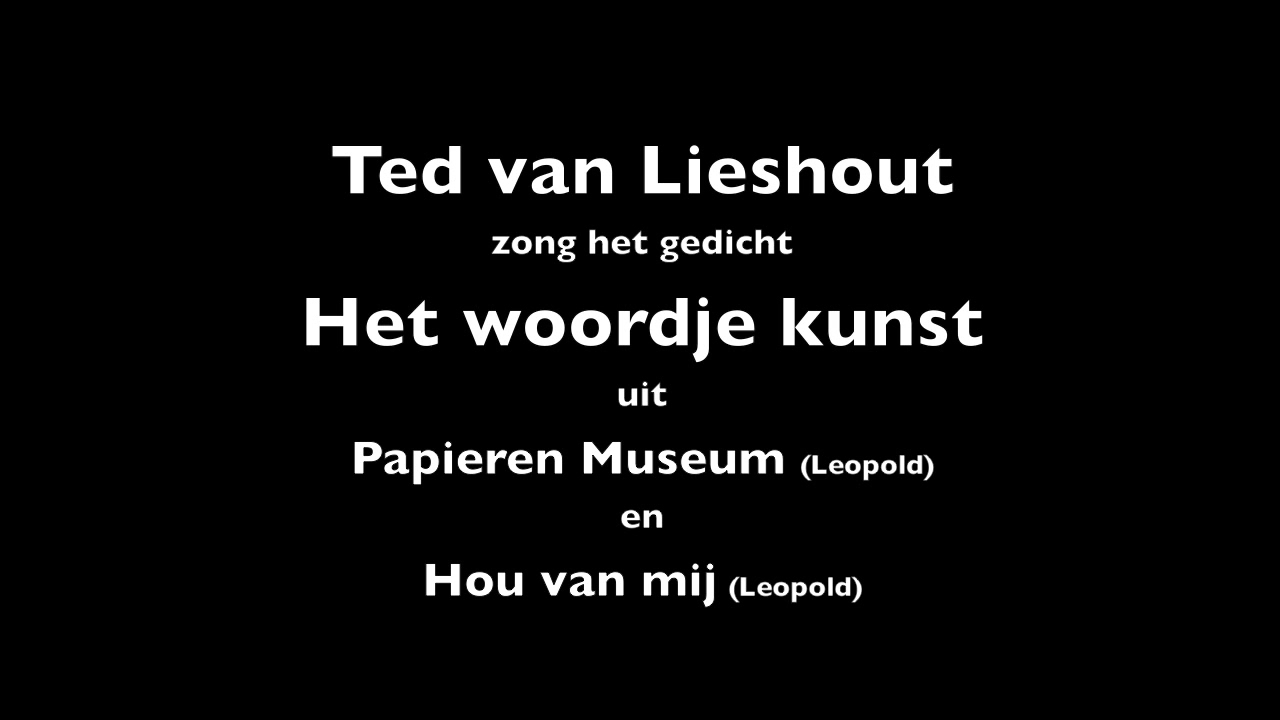 Ted van Lieshout
zong het gedicht
Het woordje kunst
uit
Papieren Museum (Leopold)
en
Hou van mij (Leopold)